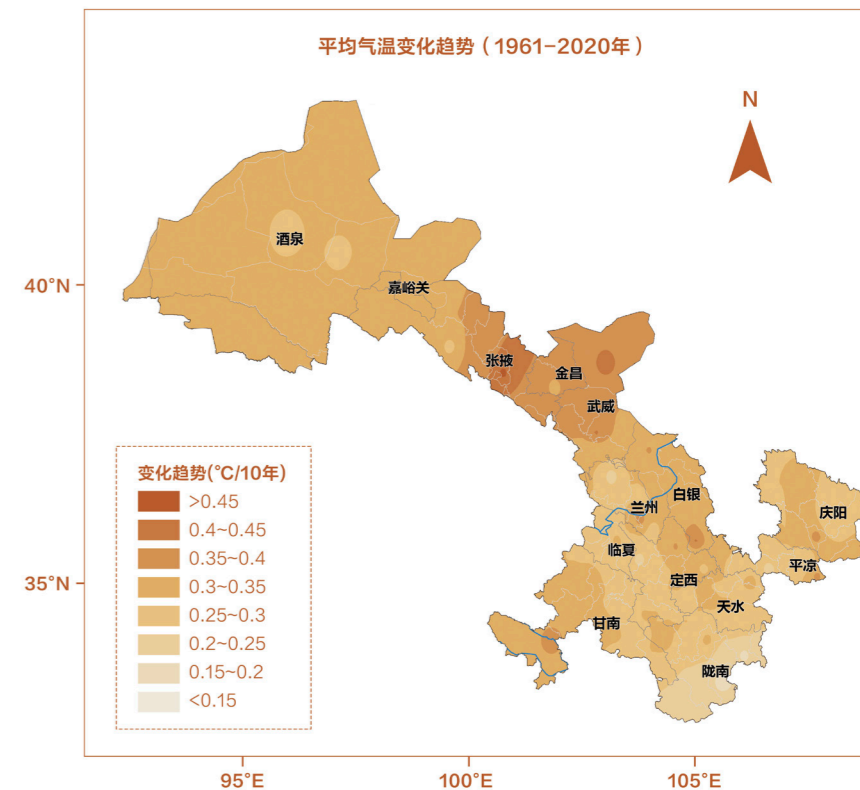 平均气温变化趋势（1961-2020年）
N
酒泉
40°N
嘉峪关
张掖
金昌
武威
变化趋势(℃/10年)
>0.45
0.4~0.45
0.35~0.4
0.3~0.35
0.25~0.3
0.2~0.25
0.15~0.2
<0.15
白银
兰州
庆阳
临夏
平凉
35°N
定西
天水
甘南
陇南
95°E
100°E
105°E